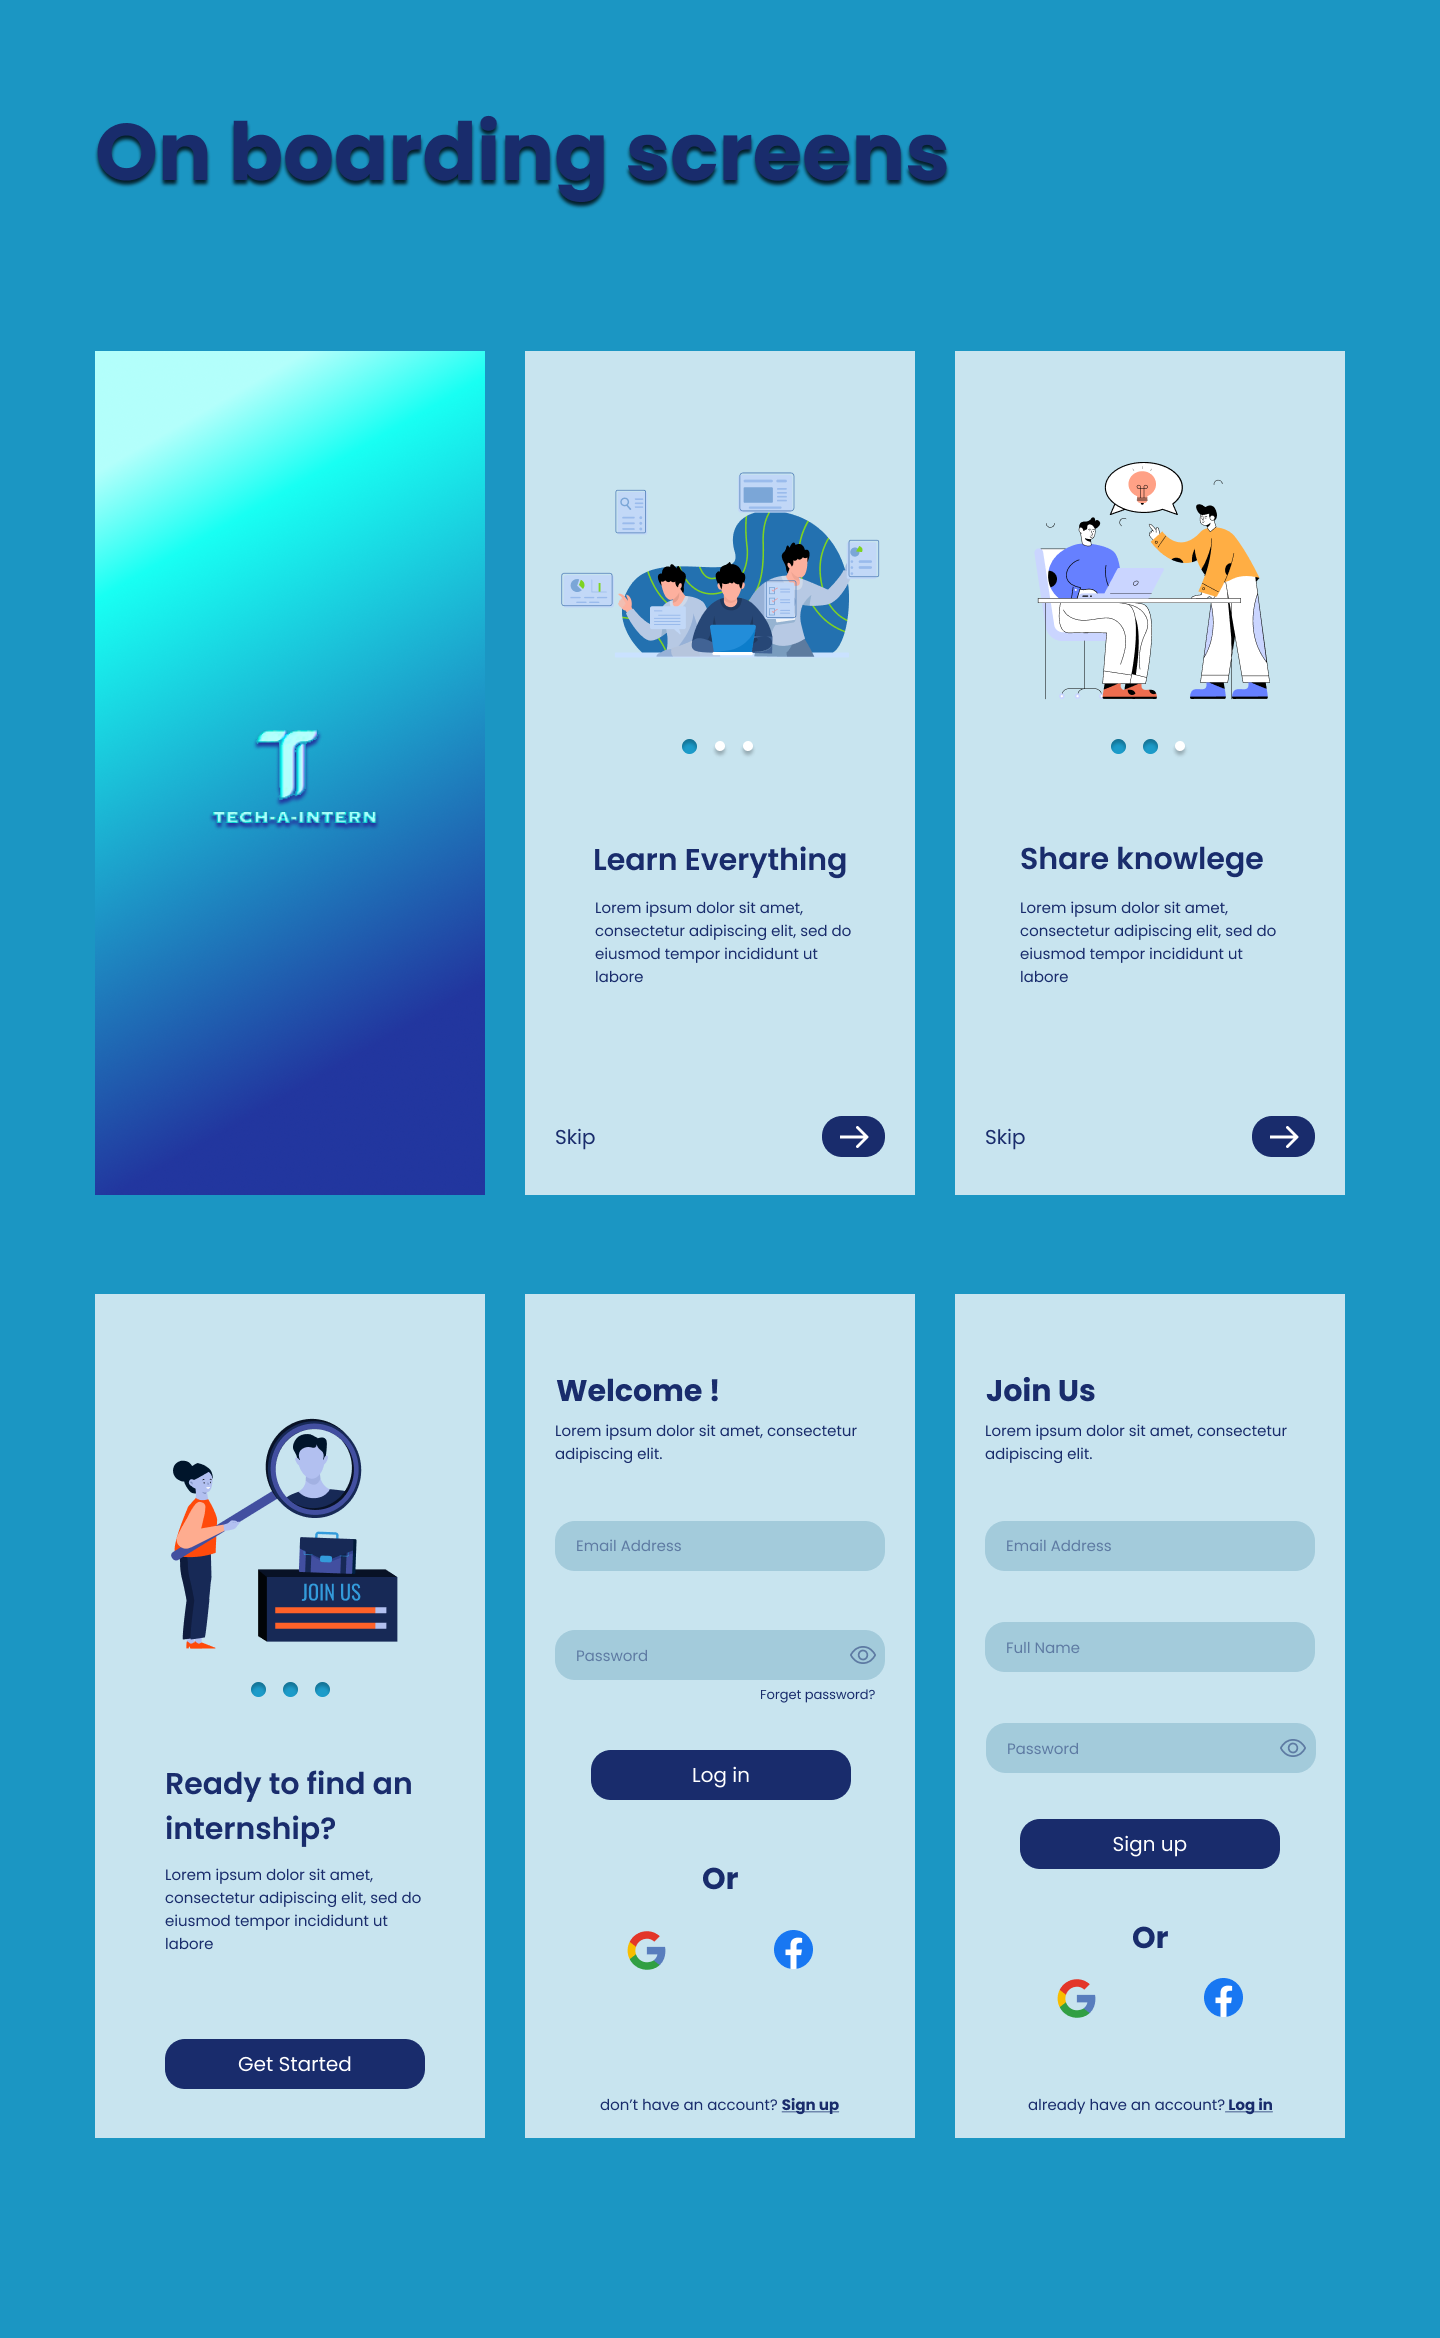 On boarding screens
TECH-A-INTERN
Learn Everything
Lorem ipsum dolor sit amet,
consectetur adipiscing elit, sed do
eiusmod tempor incididunt ut
labore
Skip
Share knowlege
Lorem ipsum dolor sit amet,
consectetur adipiscing elit, sed do
eiusmod tempor incididunt ut
labore
Skip
JOIN US
Ready to find an
internship?
Lorem ipsum dolor sit amet,
consectetur adipiscing elit, sed do
eiusmod tempor incididunt ut
labore
Get Started
Welcome !
Lorem ipsum dolor sit amet, consectetur
adipiscing elit.
Email Address
Password
Forget password?
Log in
Or
don’t have an account? Sign up
Join Us
Lorem ipsum dolor sit amet, consectetur
adipiscing elit.
Email Address
Full Name
Password
Sign up
Or
already have an account? Log in